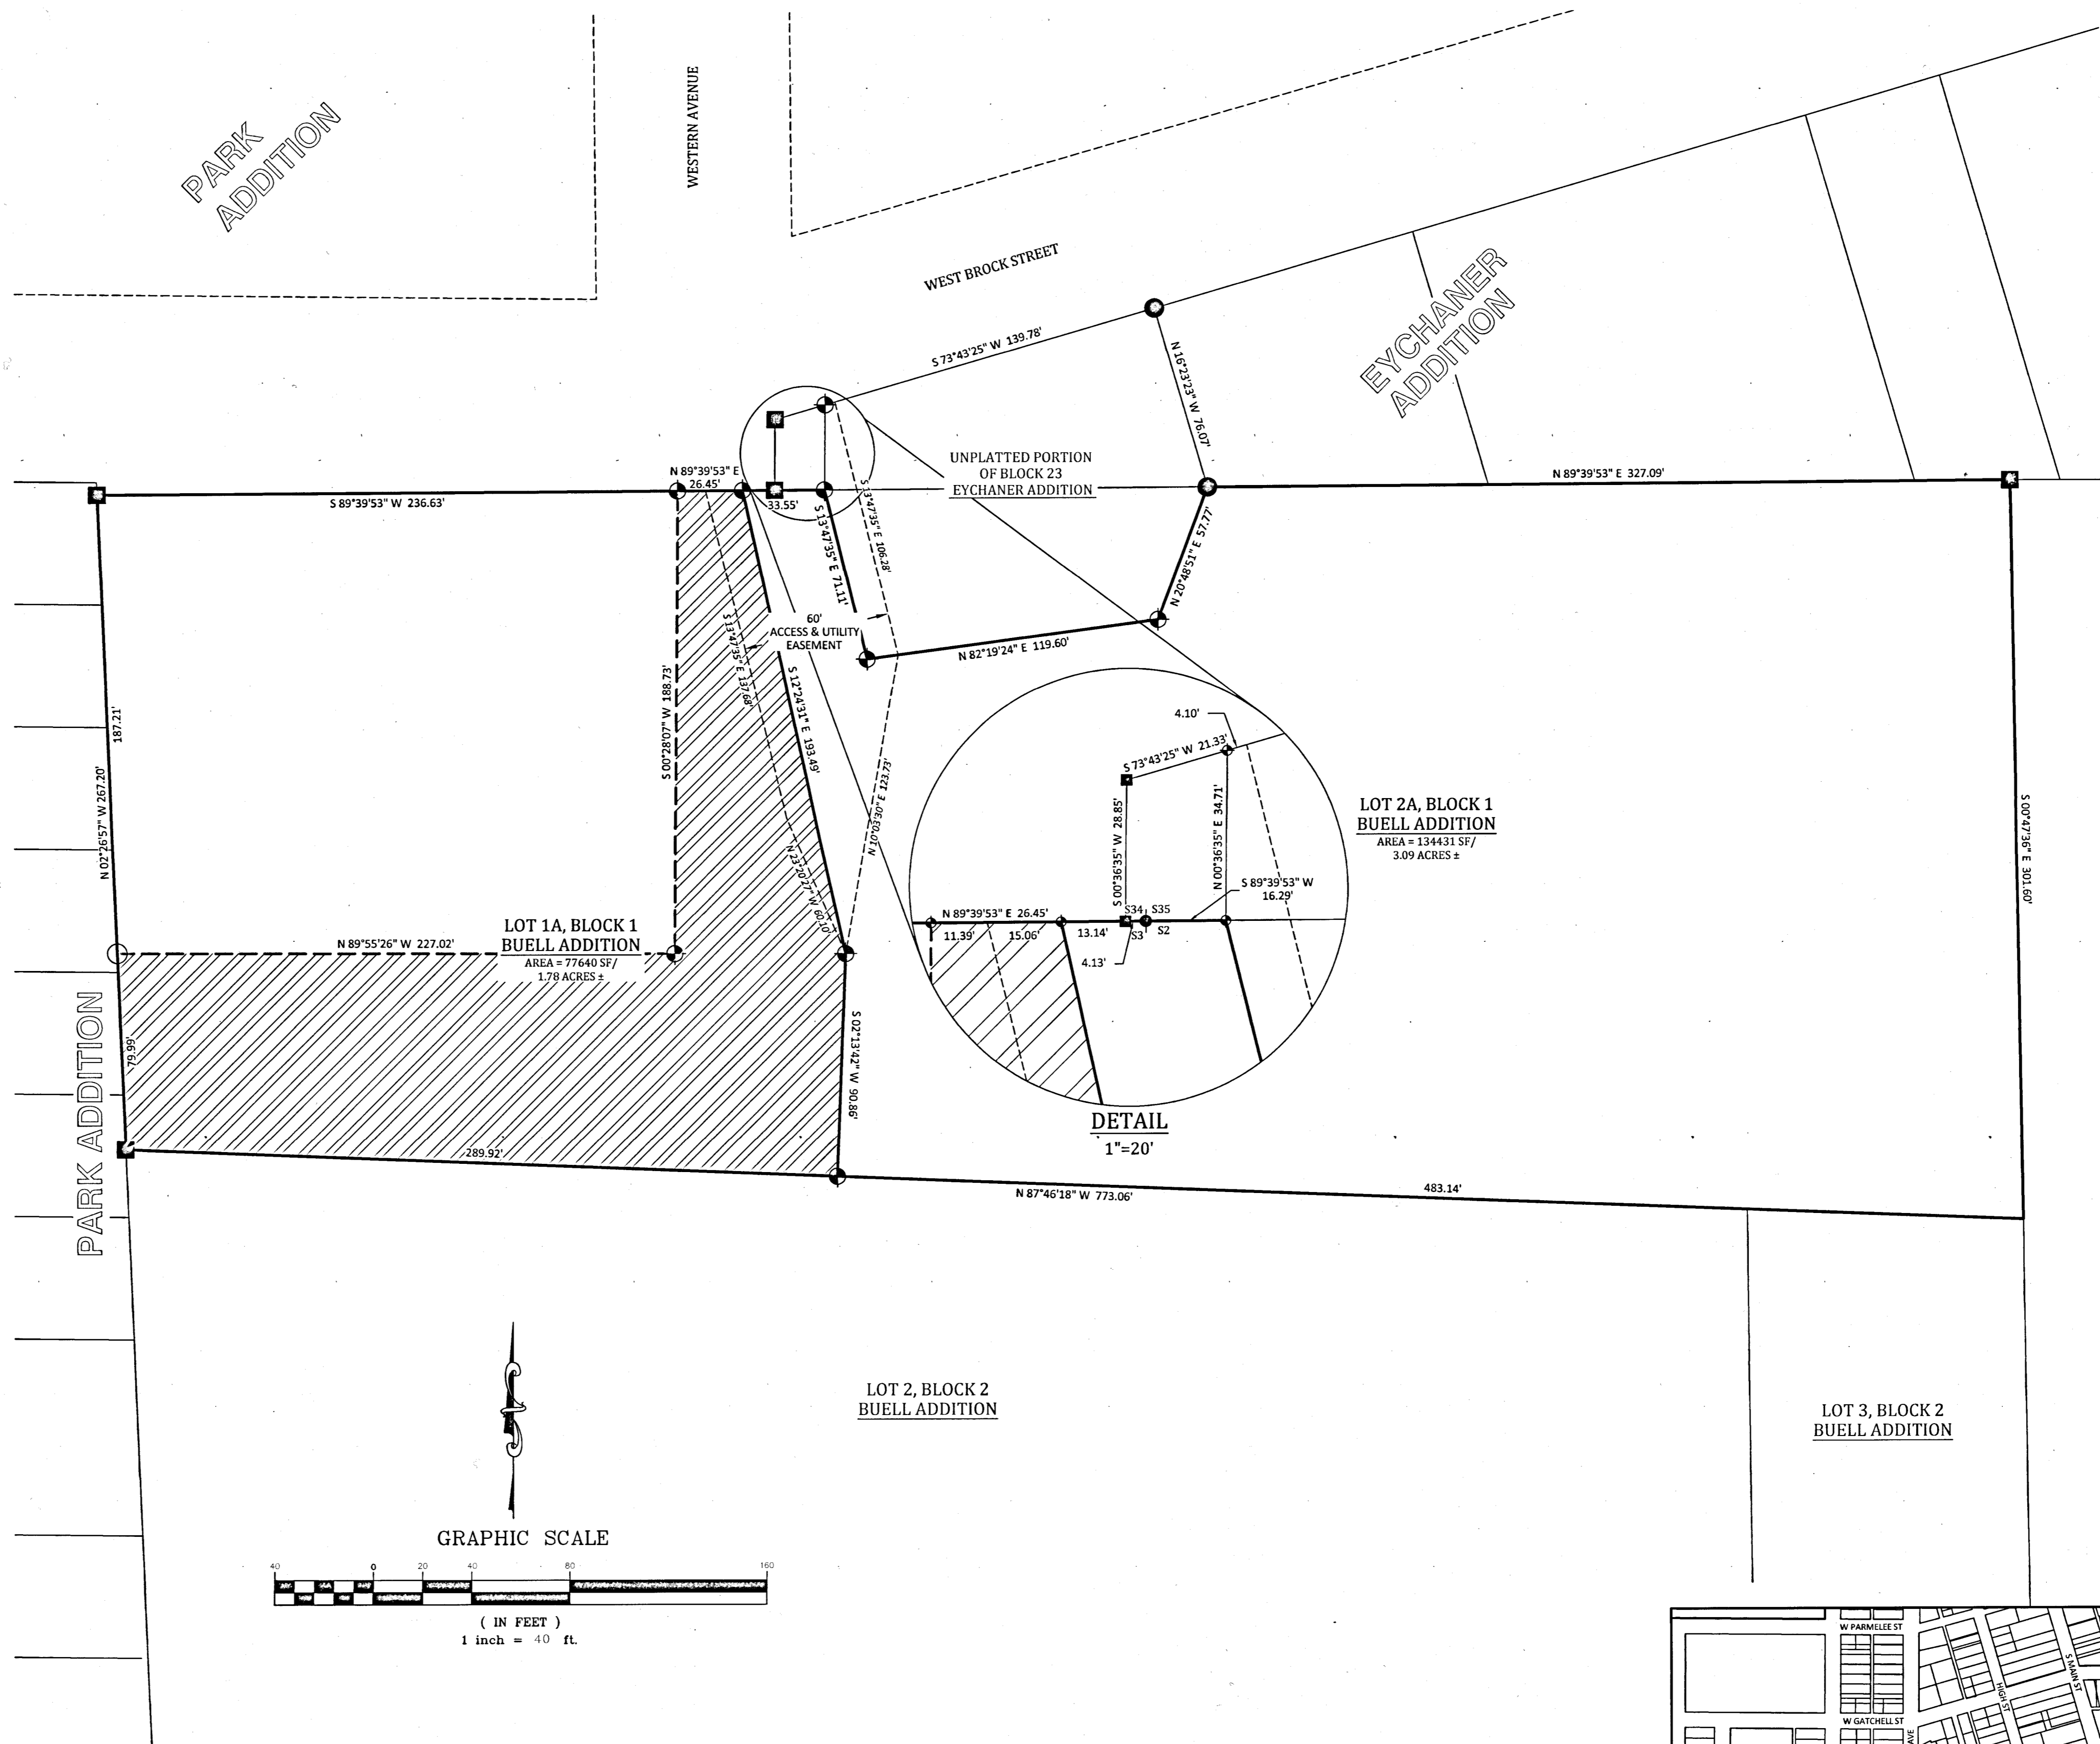 PARK
ADDITION
WESTERN AVENUE
WEST BROCK STREET
EYCHANER
ADDITION
S 73°43'25" W 139.78'
N 16°23'23" W 76.07'
UNPLATTED PORTION
OF BLOCK 23
EYCHANER ADDITION
N 89°39'53" E 327.09'
S 89°39'53" W 236.63'
N 89°39'53" E
26.45'
33.55'
S 13°47'35" E 71.11'
S 13°47'35" E 106.28'
N 20°48'51" E 57.77'
N 82°19'24" E 119.60'
60'
ACCESS & UTILITY
EASEMENT
S 13°47'35" E 137.68'
S 12°24'31" E 193.49'
S 00°28'07" W 188.73'
N 10°03'30" E 123.73'
N 23°20'27" W 60.10'
187.21'
N 02°26'57" W 267.20'
79.99'
N 89°55'26" W 227.02'
LOT 1A, BLOCK 1
BUELL ADDITION
AREA = 77640 SF/
1.78 ACRES ±
S 02°13'42" W 90.86'
289.92'
N 87°46'18" W 773.06'
483.14'
S 00°47'36" E 301.60'
LOT 2A, BLOCK 1
BUELL ADDITION
AREA = 134431 SF/
3.09 ACRES ±
4.10'
S 73°43'25" W 21.33'
S 00°36'35" W 28.85'
N 00°36'35" E 34.71'
S 89°39'53" W
16.29'
N 89°39'53" E 26.45'
S34
S35
11.39'
15.06'
13.14'
S3
S2
4.13'
DETAIL
1"=20'
PARK ADDITION
LOT 2, BLOCK 2
BUELL ADDITION
LOT 3, BLOCK 2
BUELL ADDITION
GRAPHIC SCALE
40 0 20 40 80 160
( IN FEET )
1 inch = 40 ft.
W PARMELEE ST
W GATCHELL ST
HIGH ST
S MAIN ST
AVE